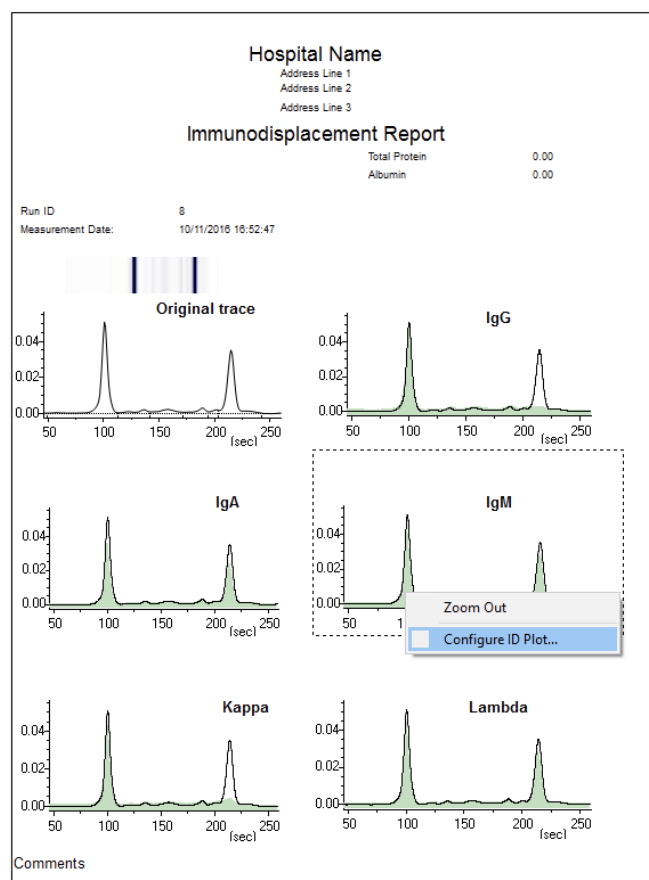 Hospital Name
Address Line 1
Address Line 2
Address Line 3
Immunodisplacement Report
Total Protein 0.00
Albumin 0.00
Run ID 8
Measurement Date: 10/11/2016 16:52:47
Original trace
0.04
0.02
0.00
50 100 150 200 250
[sec]
IgG
0.04
0.02
0.00
50 100 150 200 250
[sec]
IgA
0.04
0.02
0.00
50 100 150 200 250
[sec]
IgM
0.04
0.02
0.00
50 1
Zoom Out
Configure ID Plot...
Kappa
0.04
0.02
0.00
50 100 150 200 250
[sec]
Lambda
0.04
0.02
0.00
50 100 150 200 250
[sec]
Comments